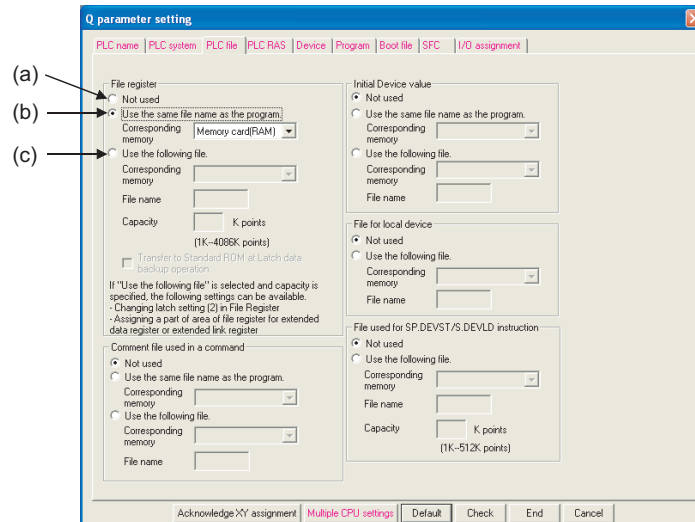 Q parameter setting
PLC name PLC system PLC file PLC RAS Device Program Boot file SFC I/O assignment
(a)
(b)
(c)
File register
Not used
Use the same file name as the program.
Corresponding memory Memory card(RAM)
Use the following file.
Corresponding memory
File name
Capacity K points
(1K--4086K points)
Transfer to Standard ROM at Latch data backup operation
If "Use the following file" is selected and capacity is
specified, the following settings can be available.
- Changing latch setting (2) in File Register
- Assigning a part of area of file register for extended
data register or extended link register
Comment file used in a command
Not used
Use the same file name as the program.
Corresponding memory
Use the following file.
Corresponding memory
File name
Initial Device value
Not used
Use the same file name as the program.
Corresponding memory
Use the following file.
Corresponding memory
File name
File for local device
Not used
Use the following file.
Corresponding memory
File name
File used for SP.DEVST/S.DEVLD instruction
Not used
Use the following file.
Corresponding memory
File name
Capacity K points
(1K--512K points)
Acknowledge XY assignment Multiple CPU settings Default Check End Cancel